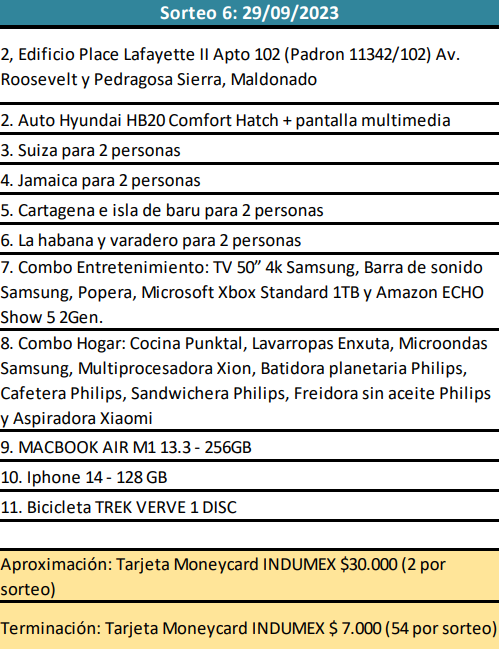 Sorteo 6: 29/09/2023
2, Edificio Place Lafayette II Apto 102 (Padron 11342/102) Av.
Roosevelt y Pedragosa Sierra, Maldonado
2. Auto Hyundai HB20 Comfort Hatch + pantalla multimedia
3. Suiza para 2 personas
4. Jamaica para 2 personas
5. Cartagena e isla de baru para 2 personas
6. La habana y varadero para 2 personas
7. Combo Entretenimiento: TV 50” 4k Samsung, Barra de sonido
Samsung, Popera, Microsoft Xbox Standard 1TB y Amazon ECHO
Show 5 2Gen.
8. Combo Hogar: Cocina Punktal, Lavarropas Enxuta, Microondas
Samsung, Multiprocesadora Xion, Batidora planetaria Philips,
Cafetera Philips, Sandwichera Philips, Freidora sin aceite Philips
y Aspiradora Xiaomi
9. MACBOOK AIR M1 13.3 - 256GB
10. Iphone 14 - 128 GB
11. Bicicleta TREK VERVE 1 DISC
Aproximación: Tarjeta Moneycard INDUMEX $30.000 (2 por
sorteo)
Terminación: Tarjeta Moneycard INDUMEX $ 7.000 (54 por sorteo)